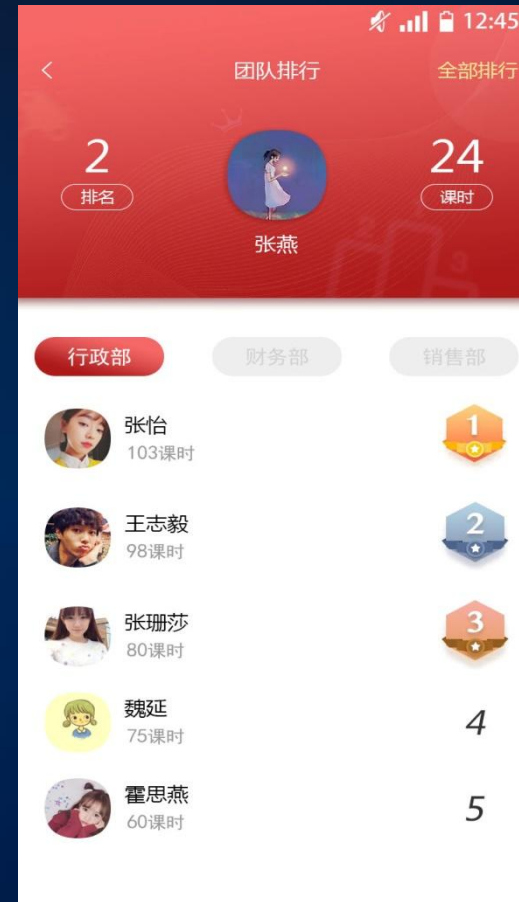 12:45
团队排行 全部排行
2 24
排名 课时
张燕
行政部 财务部 销售部
张怡 1
103课时
王志毅 2
98课时
张珊莎 3
80课时
魏延 4
75课时
霍思燕 5
60课时